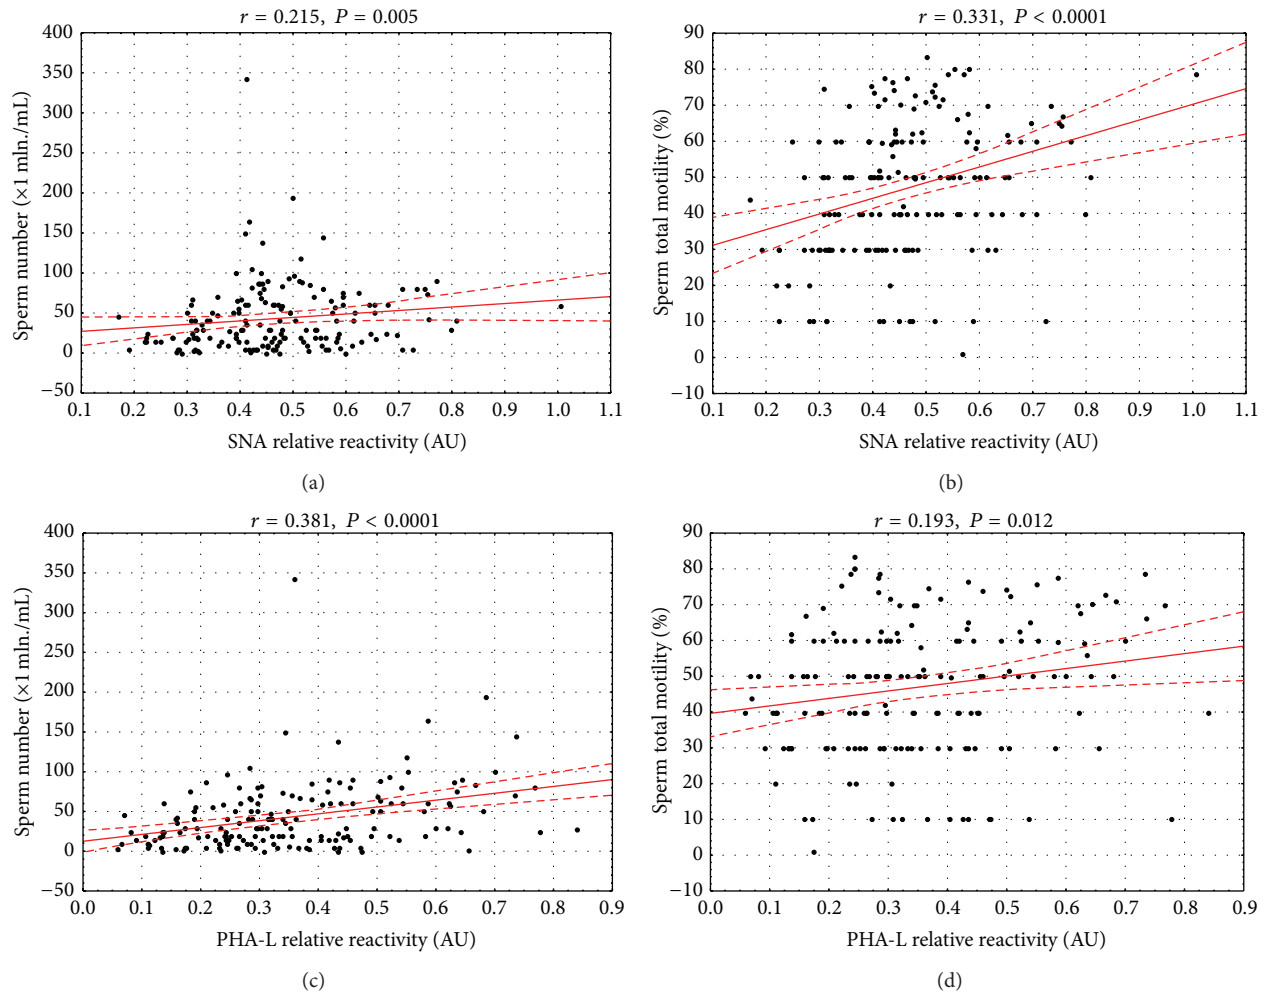 r = 0.215, P = 0.005
400
350
300
250
200
150
100
50
0
−50
Sperm number (×1 mln./mL)
0.1 0.2 0.3 0.4 0.5 0.6 0.7 0.8 0.9 1.0 1.1
SNA relative reactivity (AU)
(a)
r = 0.331, P < 0.0001
90
80
70
60
50
40
30
20
10
0
−10
Sperm total motility (%)
0.1 0.2 0.3 0.4 0.5 0.6 0.7 0.8 0.9 1.0 1.1
SNA relative reactivity (AU)
(b)
r = 0.381, P < 0.0001
400
350
300
250
200
150
100
50
0
−50
Sperm number (×1 mln./mL)
0.0 0.1 0.2 0.3 0.4 0.5 0.6 0.7 0.8 0.9
PHA-L relative reactivity (AU)
(c)
r = 0.193, P = 0.012
90
80
70
60
50
40
30
20
10
0
−10
Sperm total motility (%)
0.0 0.1 0.2 0.3 0.4 0.5 0.6 0.7 0.8 0.9
PHA-L relative reactivity (AU)
(d)